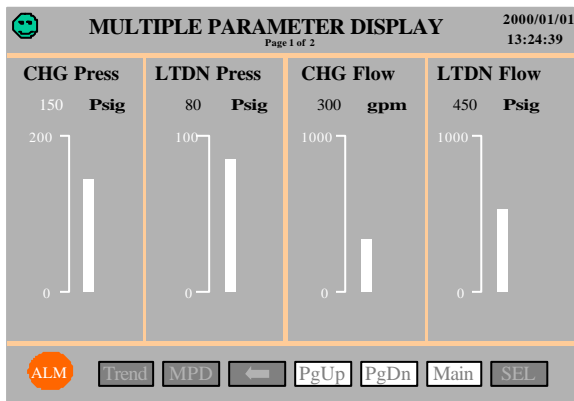 MULTIPLE PARAMETER DISPLAY
Page 1 of 2
2000/01/01
13:24:39
CHG Press
150 Psig
200
0
LTDN Press
80 Psig
100
0
CHG Flow
300 gpm
1000
0
LTDN Flow
450 Psig
1000
0
ALM Trend MPD PgUp PgDn Main SEL